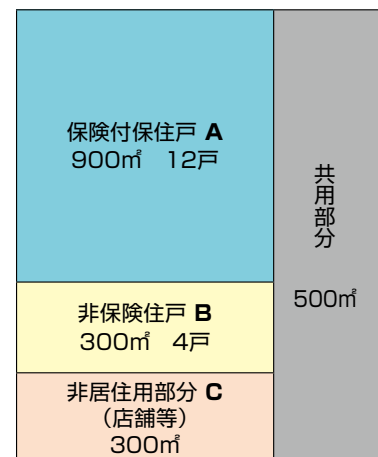 保険付保住戸 A
900㎡　12戸
共用部分
500㎡
非保険住戸 B
300㎡　4戸
非居住用部分 C
（店舗等）
300㎡